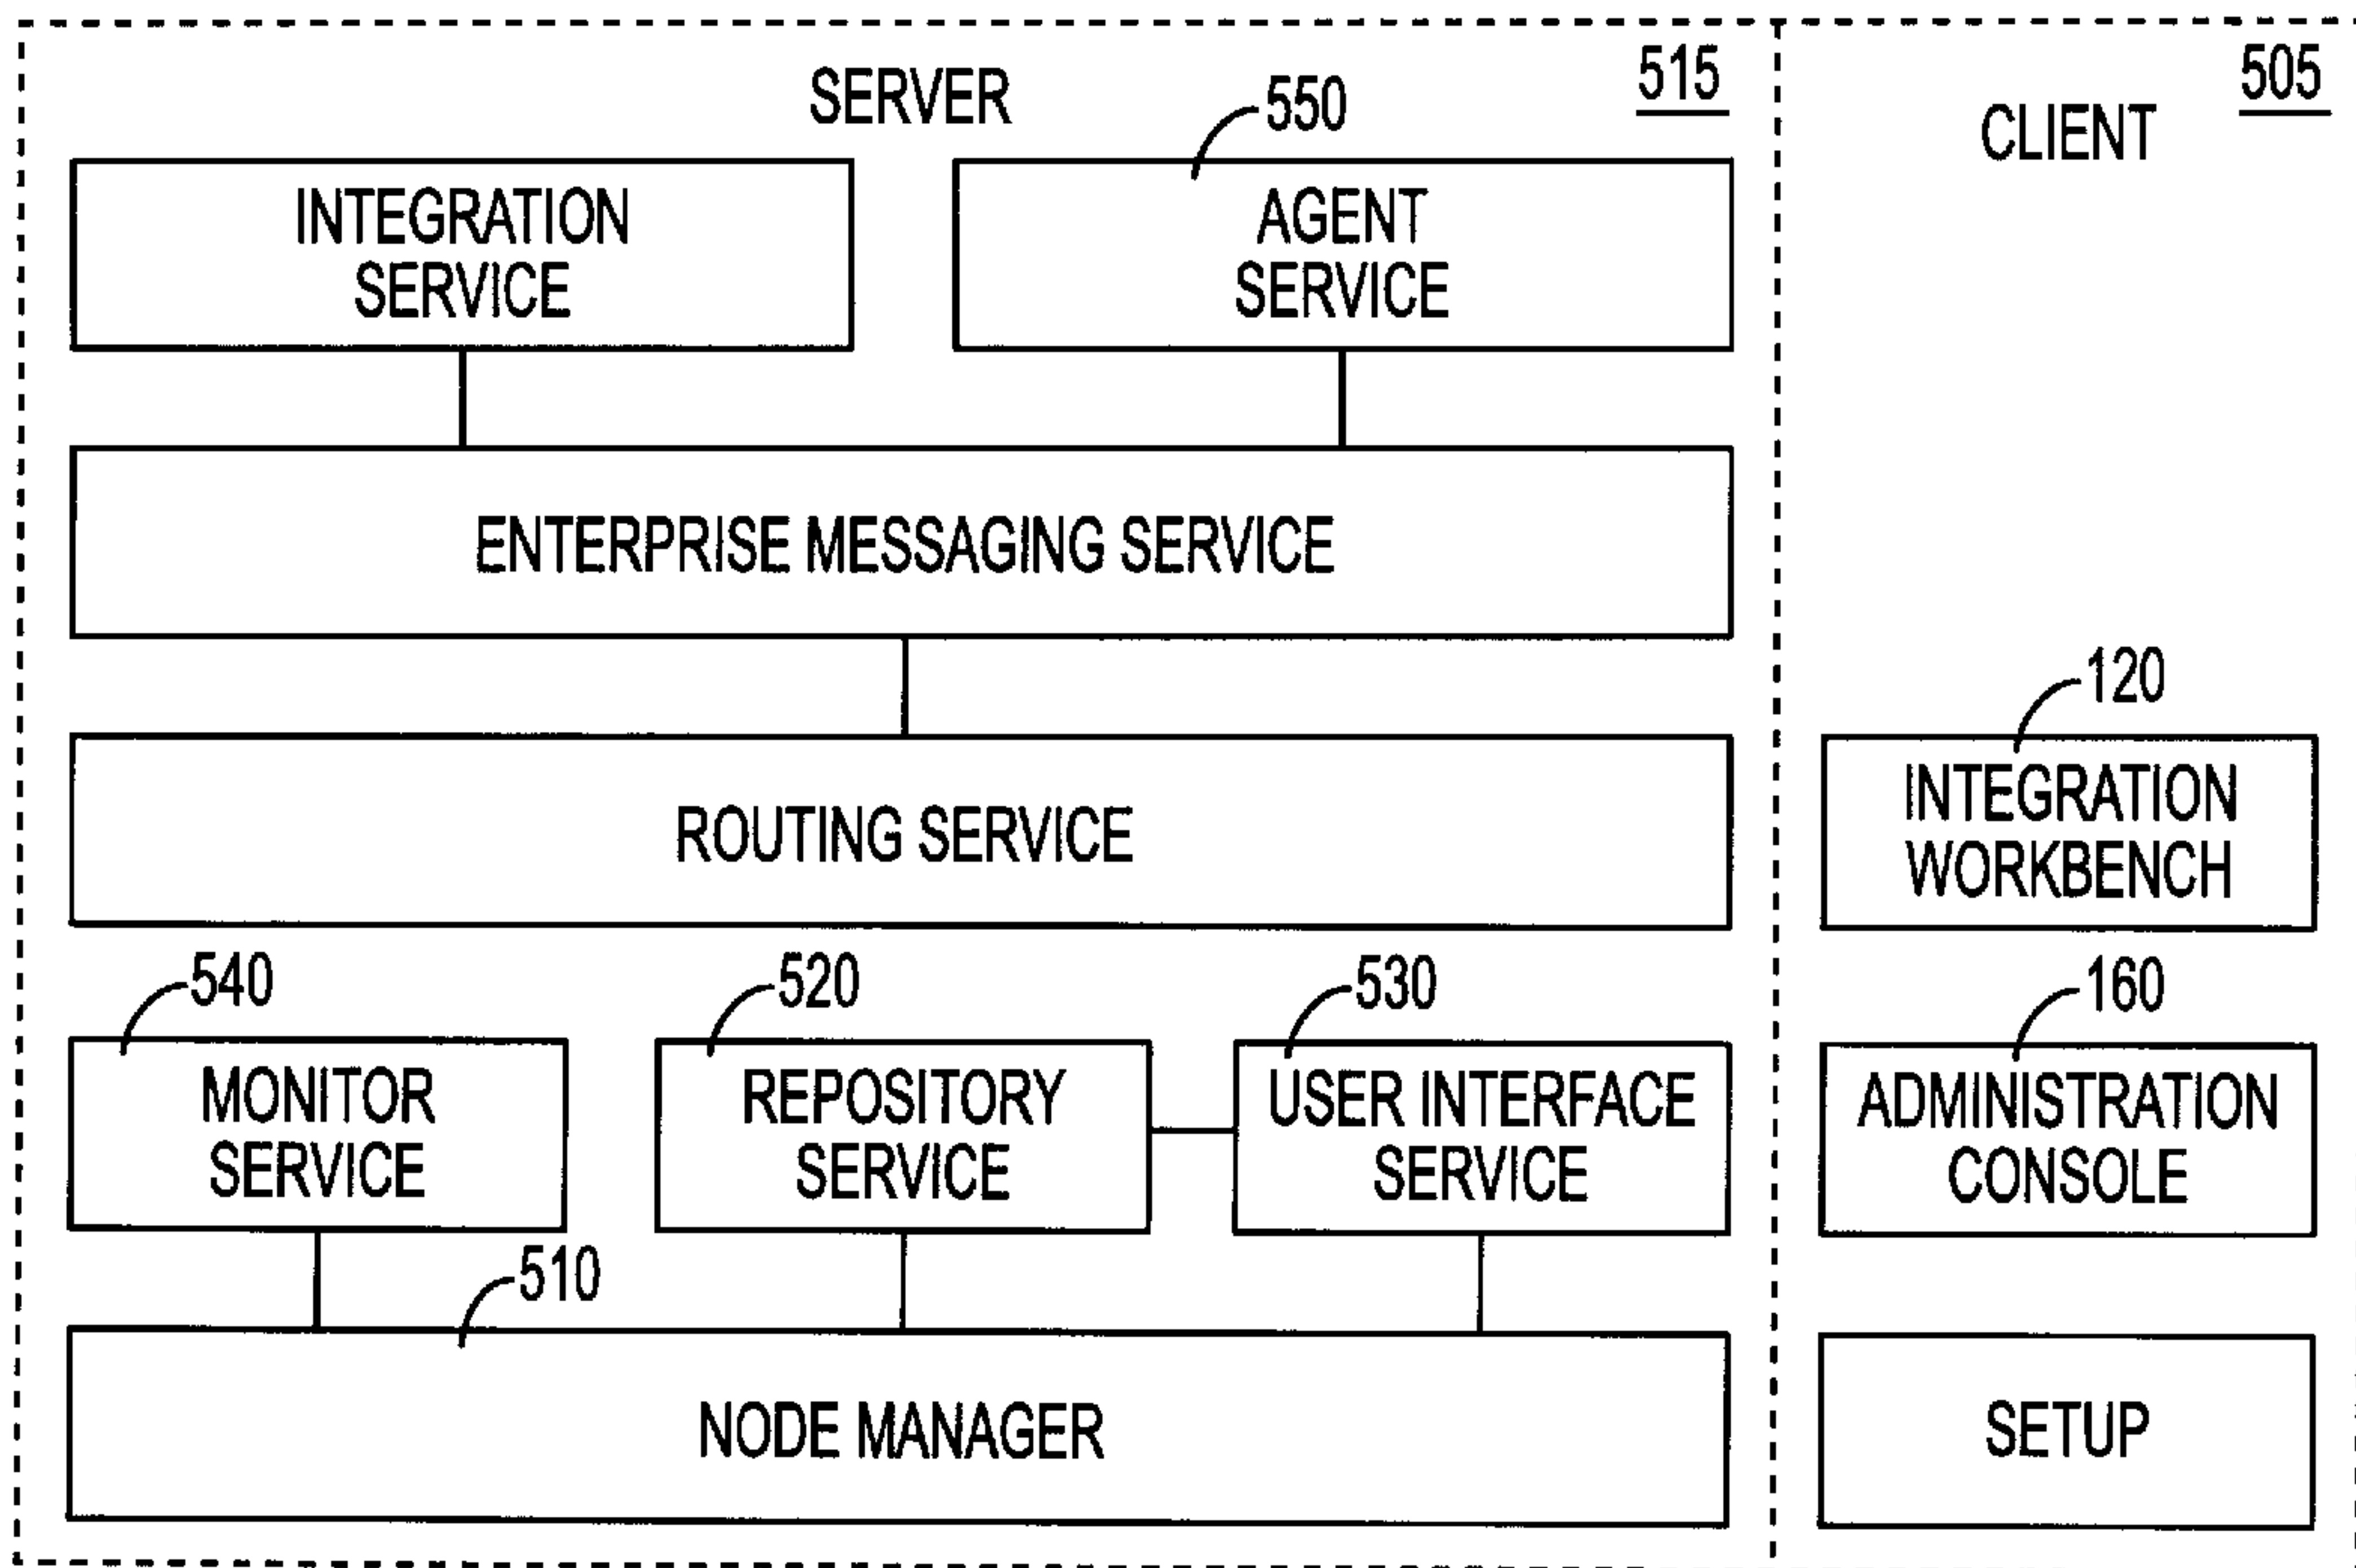 SERVER
515
550
INTEGRATION
SERVICE
AGENT
SERVICE
ENTERPRISE MESSAGING SERVICE
ROUTING SERVICE
540
520
530
MONITOR
SERVICE
REPOSITORY
SERVICE
USER INTERFACE
SERVICE
510
NODE MANAGER
505
CLIENT
120
INTEGRATION
WORKBENCH
160
ADMINISTRATION
CONSOLE
SETUP